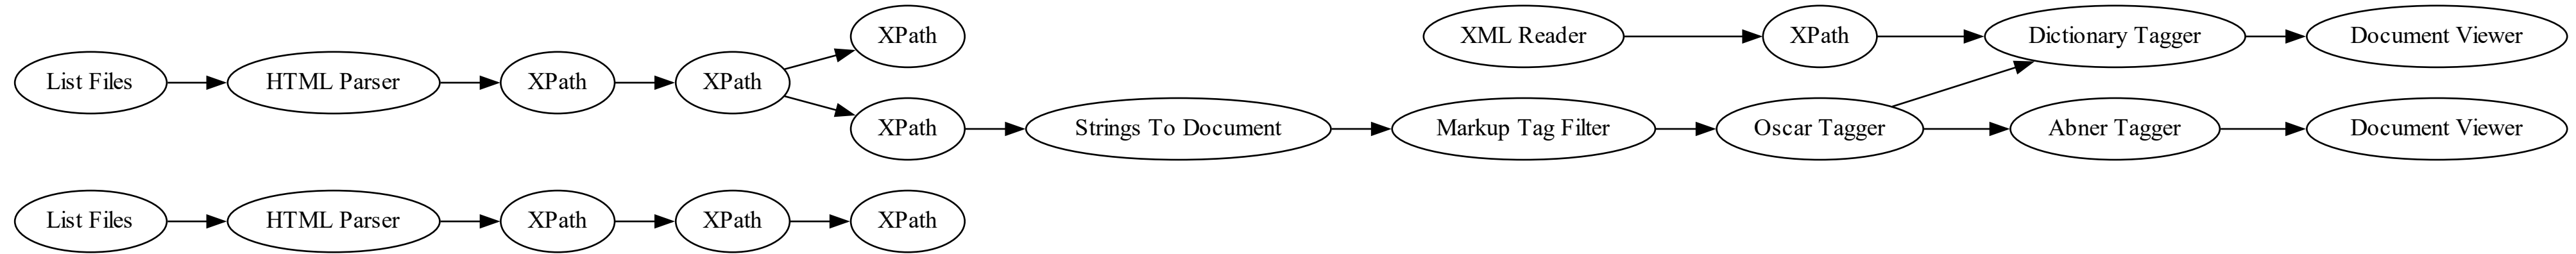 XPath
XML Reader
XPath
Dictionary Tagger
Document Viewer
List Files
HTML Parser
XPath
XPath
XPath
Strings To Document
Markup Tag Filter
Oscar Tagger
Abner Tagger
Document Viewer
List Files
HTML Parser
XPath
XPath
XPath